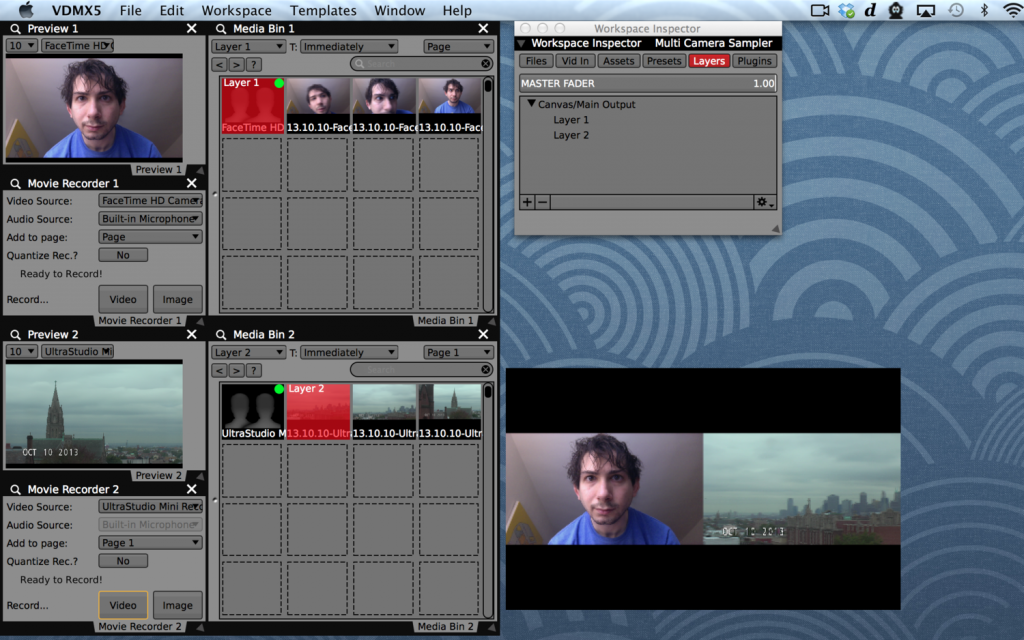 VDMX5 File Edit Workspace Templates Window Help
Preview 1
10 FaceTime HD C
Preview 1
Movie Recorder 1
Video Source: FaceTime HD Camera
Audio Source: Built-in Microphone
Add to page: Page
Quantize Rec.? No
Ready to Record!
Record... Video Image
Movie Recorder 1
Preview 2
10 UltraStudio Mi
OCT 10 2013
Preview 2
Movie Recorder 2
Video Source: UltraStudio Mini Reco
Audio Source: Built-in Microphone
Add to page: Page 1
Quantize Rec.? No
Ready to Record!
Record... Video Image
Movie Recorder 2
Media Bin 1
Layer 1 T: Immediately Page
< > ? Search
Layer 1
FaceTime HD 13.10.10-Face 13.10.10-Face 13.10.10-Face
Media Bin 1
Media Bin 2
Layer 2 T: Immediately Page 1
< > ? Search
Layer 2
UltraStudio M 13.10.10-Ultr 13.10.10-Ultr 13.10.10-Ultr
Media Bin 2
Workspace Inspector
Workspace Inspector Multi Camera Sampler
Files Vid In Assets Presets Layers Plugins
MASTER FADER 1.00
Canvas/Main Output
Layer 1
Layer 2
OCT 10 2013